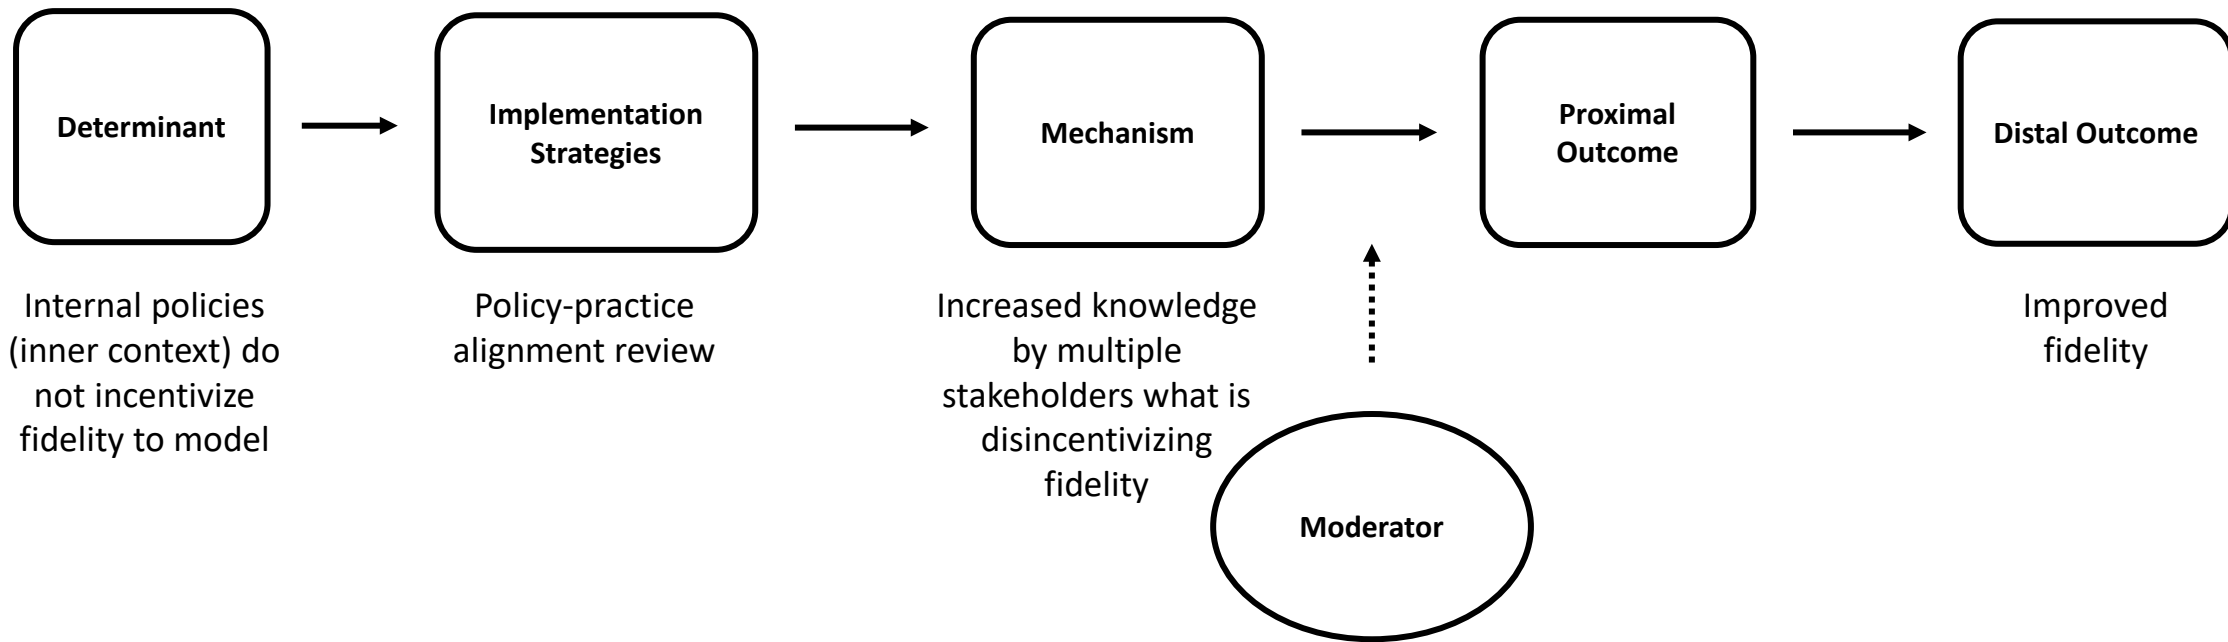 Determinant
Implementation
Strategies
Mechanism
Proximal
Outcome
Distal Outcome
Internal policies
(inner context) do
not incentivize
fidelity to model
Policy-practice
alignment review
Increased knowledge
by multiple
stakeholders what is
disincentivizing
fidelity
Improved
fidelity
Moderator